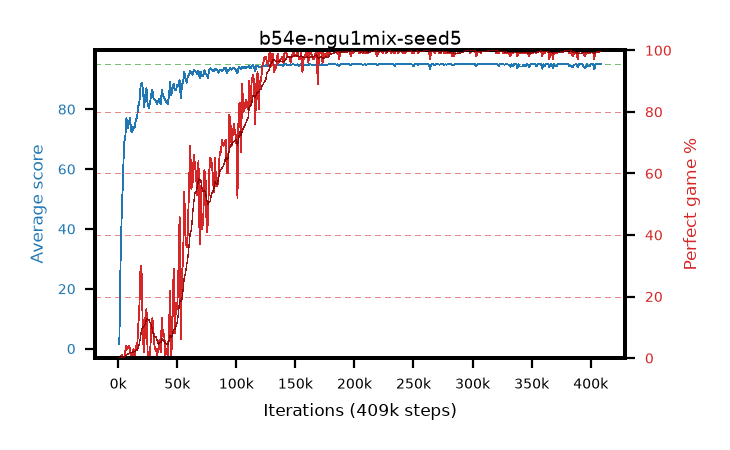 b54e-ngu1mix-seed5
Average score
80
60
40
20
0
100
80
60
40
20
0
Perfect game %
0k 50k 100k 150k 200k 250k 300k 350k 400k
Iterations (409k steps)